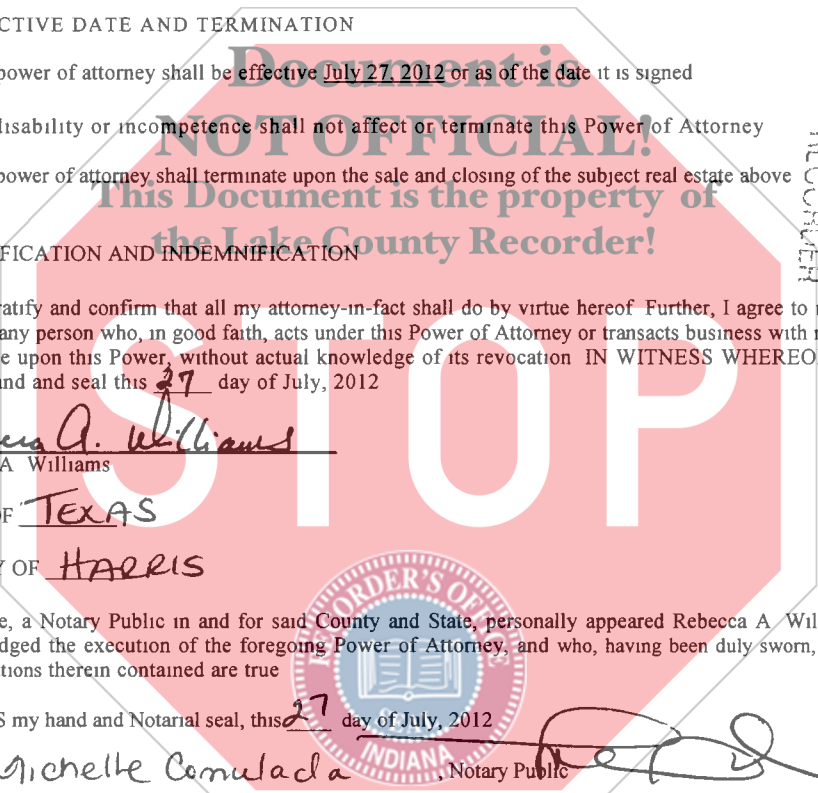 CTIVE DATE AND TERMINATION
Document is
power of attorney shall be effective July 27, 2012 or as of the date it is signed
disability or incompetence shall not affect or terminate this Power of Attorney
NOT OFFICIAL!
power of attorney shall terminate upon the sale and closing of the subject real estate above
This Document is the property of
the Lake County Recorder!
FICATION AND INDEMNIFICATION
RECORDER
ratify and confirm that all my attorney-in-fact shall do by virtue hereof Further, I agree to
any person who, in good faith, acts under this Power of Attorney or transacts business with
e upon this Power, without actual knowledge of its revocation IN WITNESS WHEREO
nd and seal this 27 day of July, 2012
STOP
A. Williams
A Williams
OF TEXAS
Y OF HARRIS
e, a Notary Public in and for said County and State, personally appeared Rebecca A Wil
dged the execution of the foregoing Power of Attorney, and who, having been duly sworn,
tions therein contained are true
S my hand and Notarial seal, this 27 day of July, 2012
RECORDER'S OFFICE
SEAL
INDIANA
Michelle Comulada, Notary Public